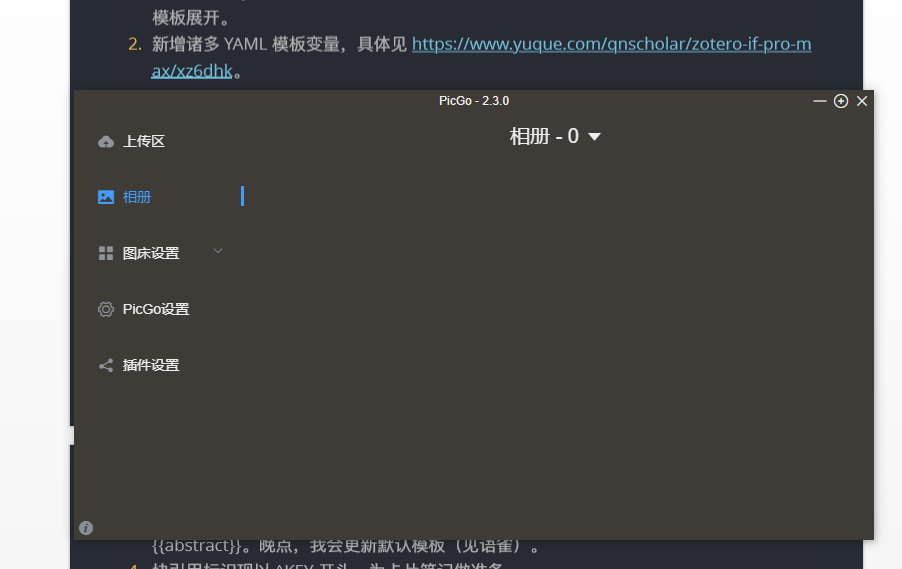 模板展开。
2. 新增诸多 YAML 模板变量，具体见 https://www.yuque.com/qnscholar/zotero-if-pro-m
ax/xz6dhk。
PicGo - 2.3.0
上传区
相册 - 0
相册
图床设置
PicGo设置
插件设置
{{abstract}}。晚点，我会更新默认模板（见语雀）。